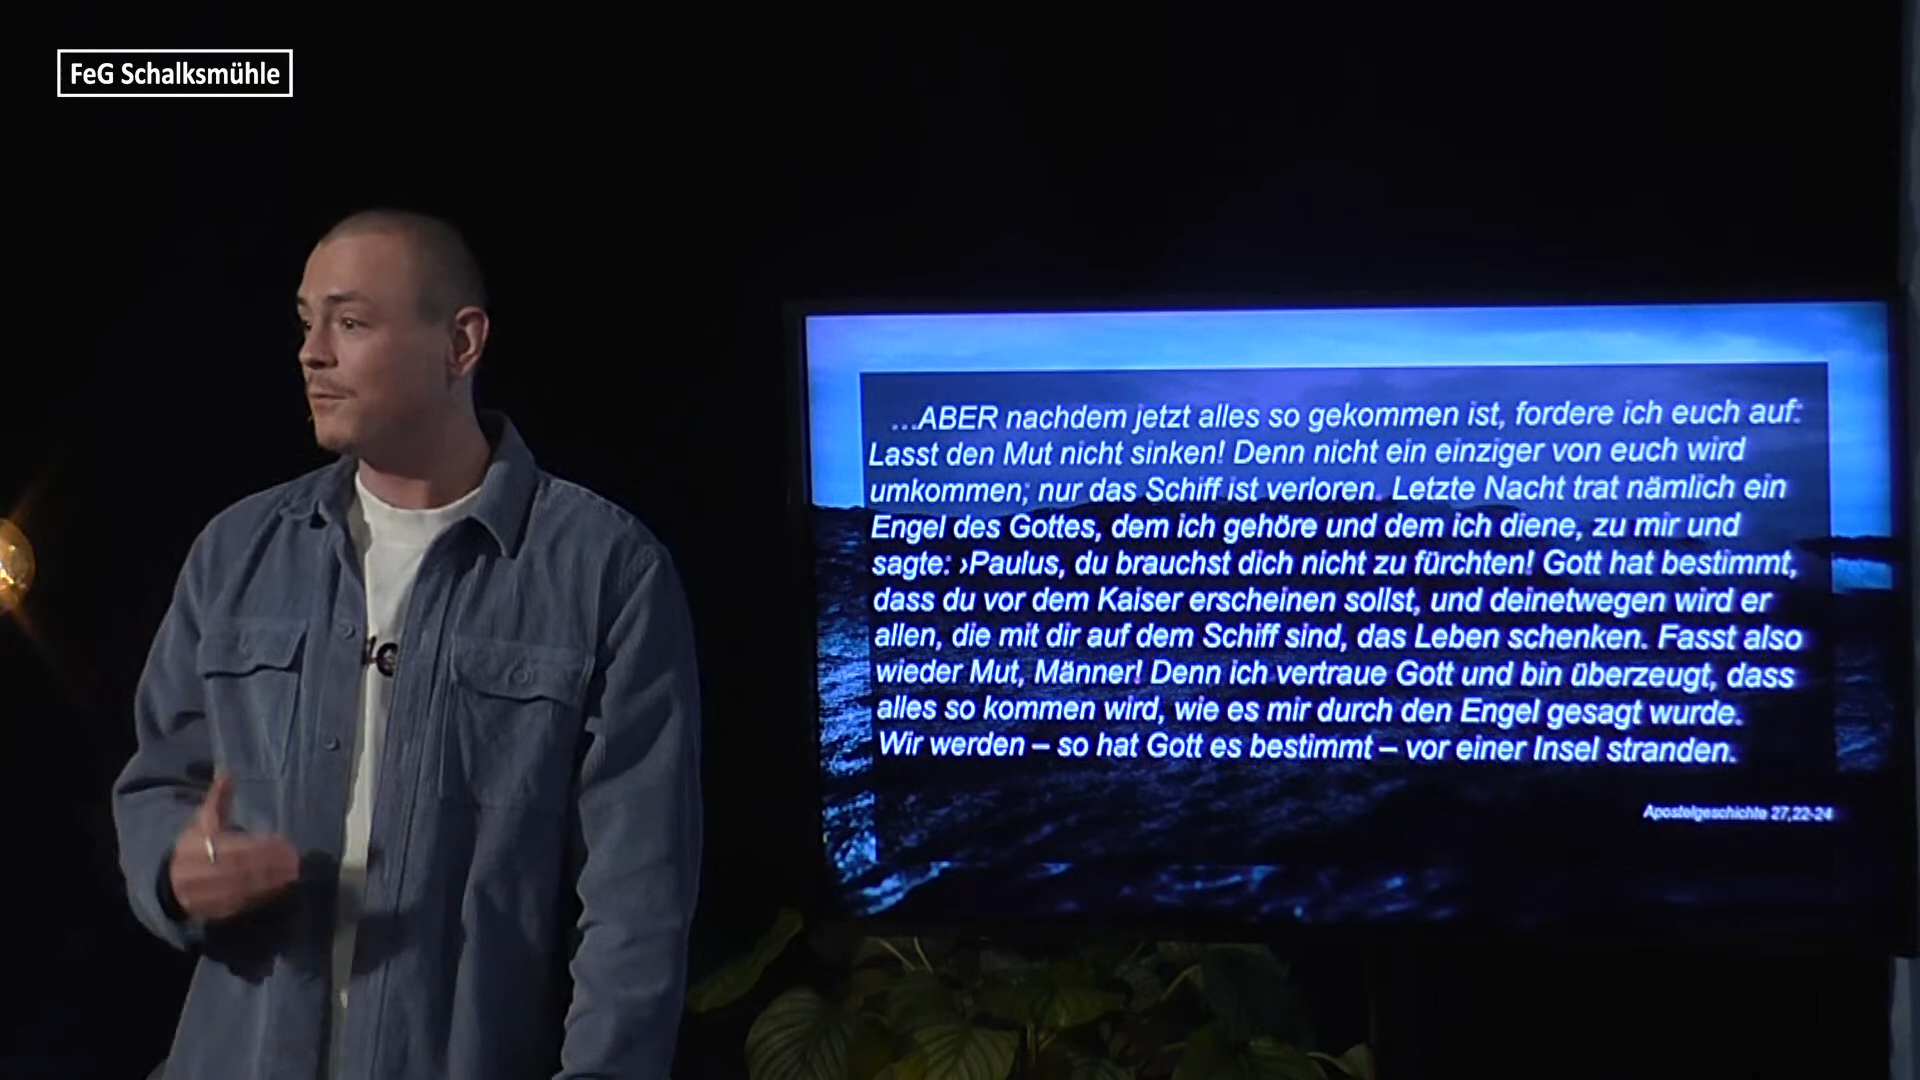 FeG Schalksmühle
...ABER nachdem jetzt alles so gekommen ist, fordere ich euch auf:
Lasst den Mut nicht sinken! Denn nicht ein einziger von euch wird
umkommen; nur das Schiff ist verloren. Letzte Nacht trat nämlich ein
Engel des Gottes, dem ich gehöre und dem ich diene, zu mir und
sagte: ›Paulus, du brauchst dich nicht zu fürchten! Gott hat bestimmt,
dass du vor dem Kaiser erscheinen sollst, und deinetwegen wird er
allen, die mit dir auf dem Schiff sind, das Leben schenken. Fasst also
wieder Mut, Männer! Denn ich vertraue Gott und bin überzeugt, dass
alles so kommen wird, wie es mir durch den Engel gesagt wurde.
Wir werden – so hat Gott es bestimmt – vor einer Insel stranden.
Apostelgeschichte 27,22-24